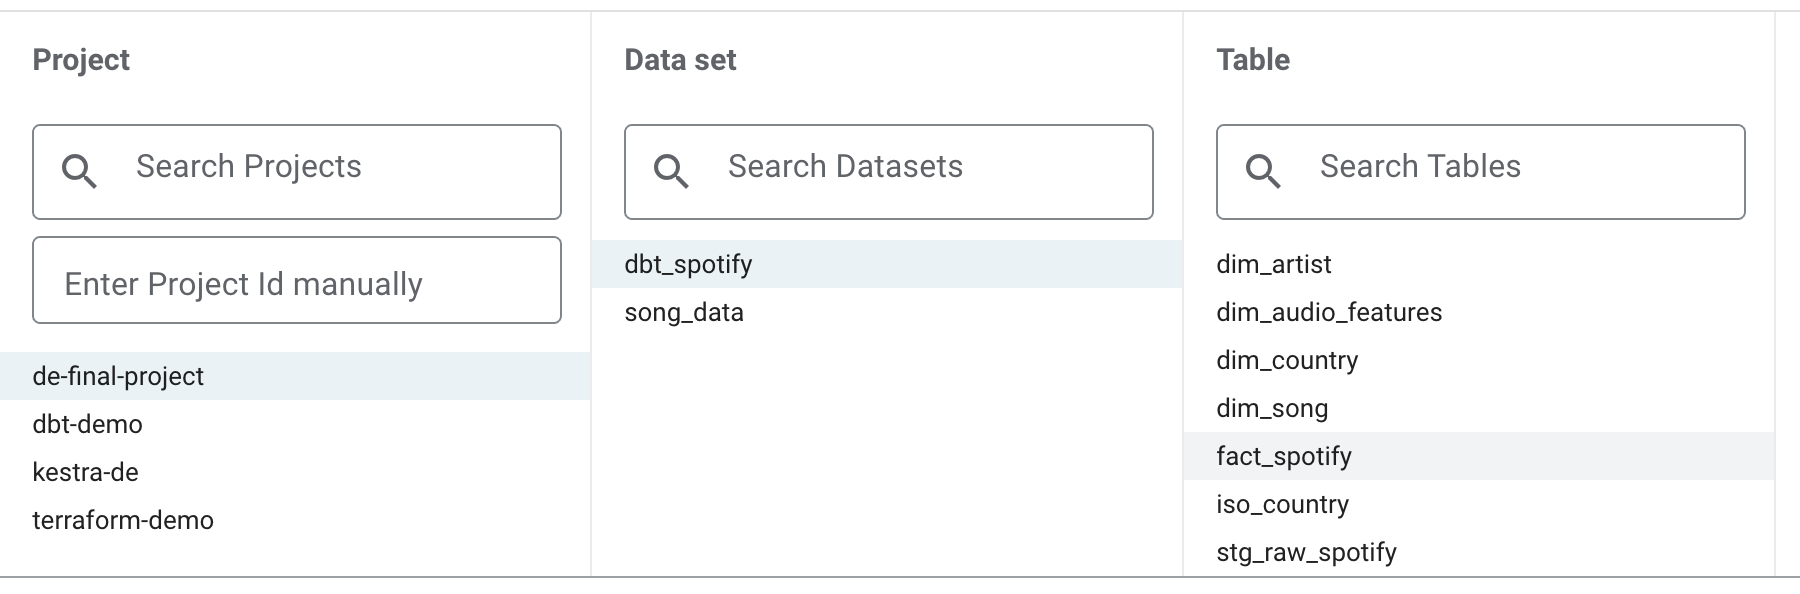 Project
Search Projects
Enter Project Id manually
de-final-project
dbt-demo
kestra-de
terraform-demo
Data set
Search Datasets
dbt_spotify
song_data
Table
Search Tables
dim_artist
dim_audio_features
dim_country
dim_song
fact_spotify
iso_country
stg_raw_spotify